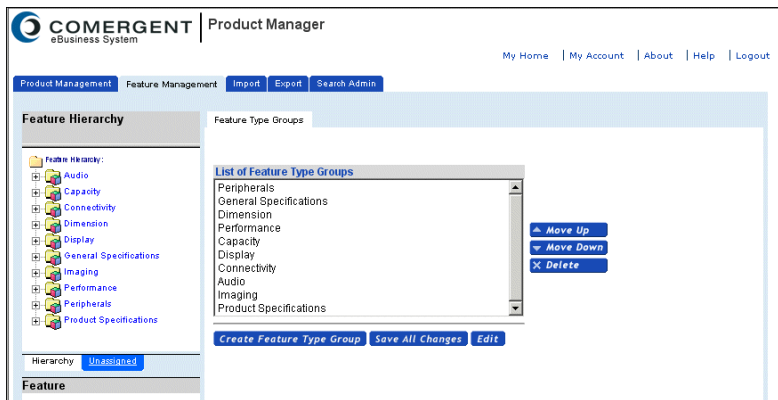 COMERGENT
eBusiness System
Product Manager
My Home | My Account | About | Help | Logout
Product Management Feature Management Import Export Search Admin
Feature Hierarchy
Feature Hierarchy:
Audio
Capacity
Connectivity
Dimension
Display
General Specifications
Imaging
Performance
Peripherals
Product Specifications
Hierarchy Unassigned
Feature
Feature Type Groups
List of Feature Type Groups
Peripherals
General Specifications
Dimension
Performance
Capacity
Display
Connectivity
Audio
Imaging
Product Specifications
Move Up
Move Down
Delete
Create Feature Type Group Save All Changes Edit